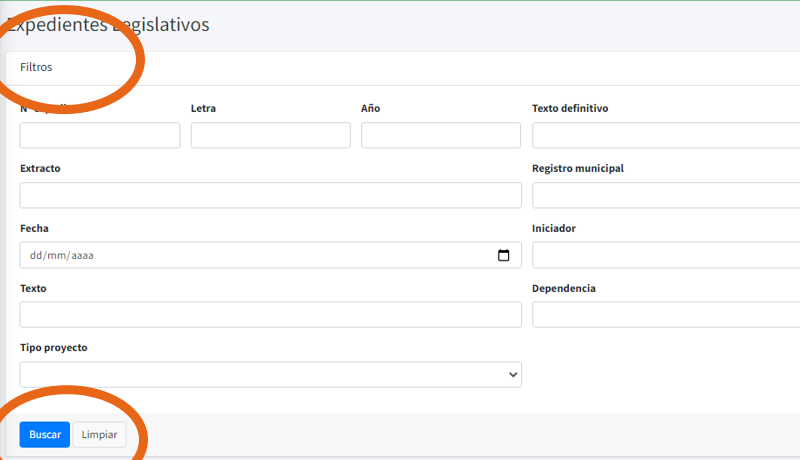 Expedientes Legislativos
Filtros
Letra
Año
Texto definitivo
Extracto
Registro municipal
Fecha
Iniciador
dd/mm/aaaa
Texto
Dependencia
Tipo proyecto
Buscar
Limpiar